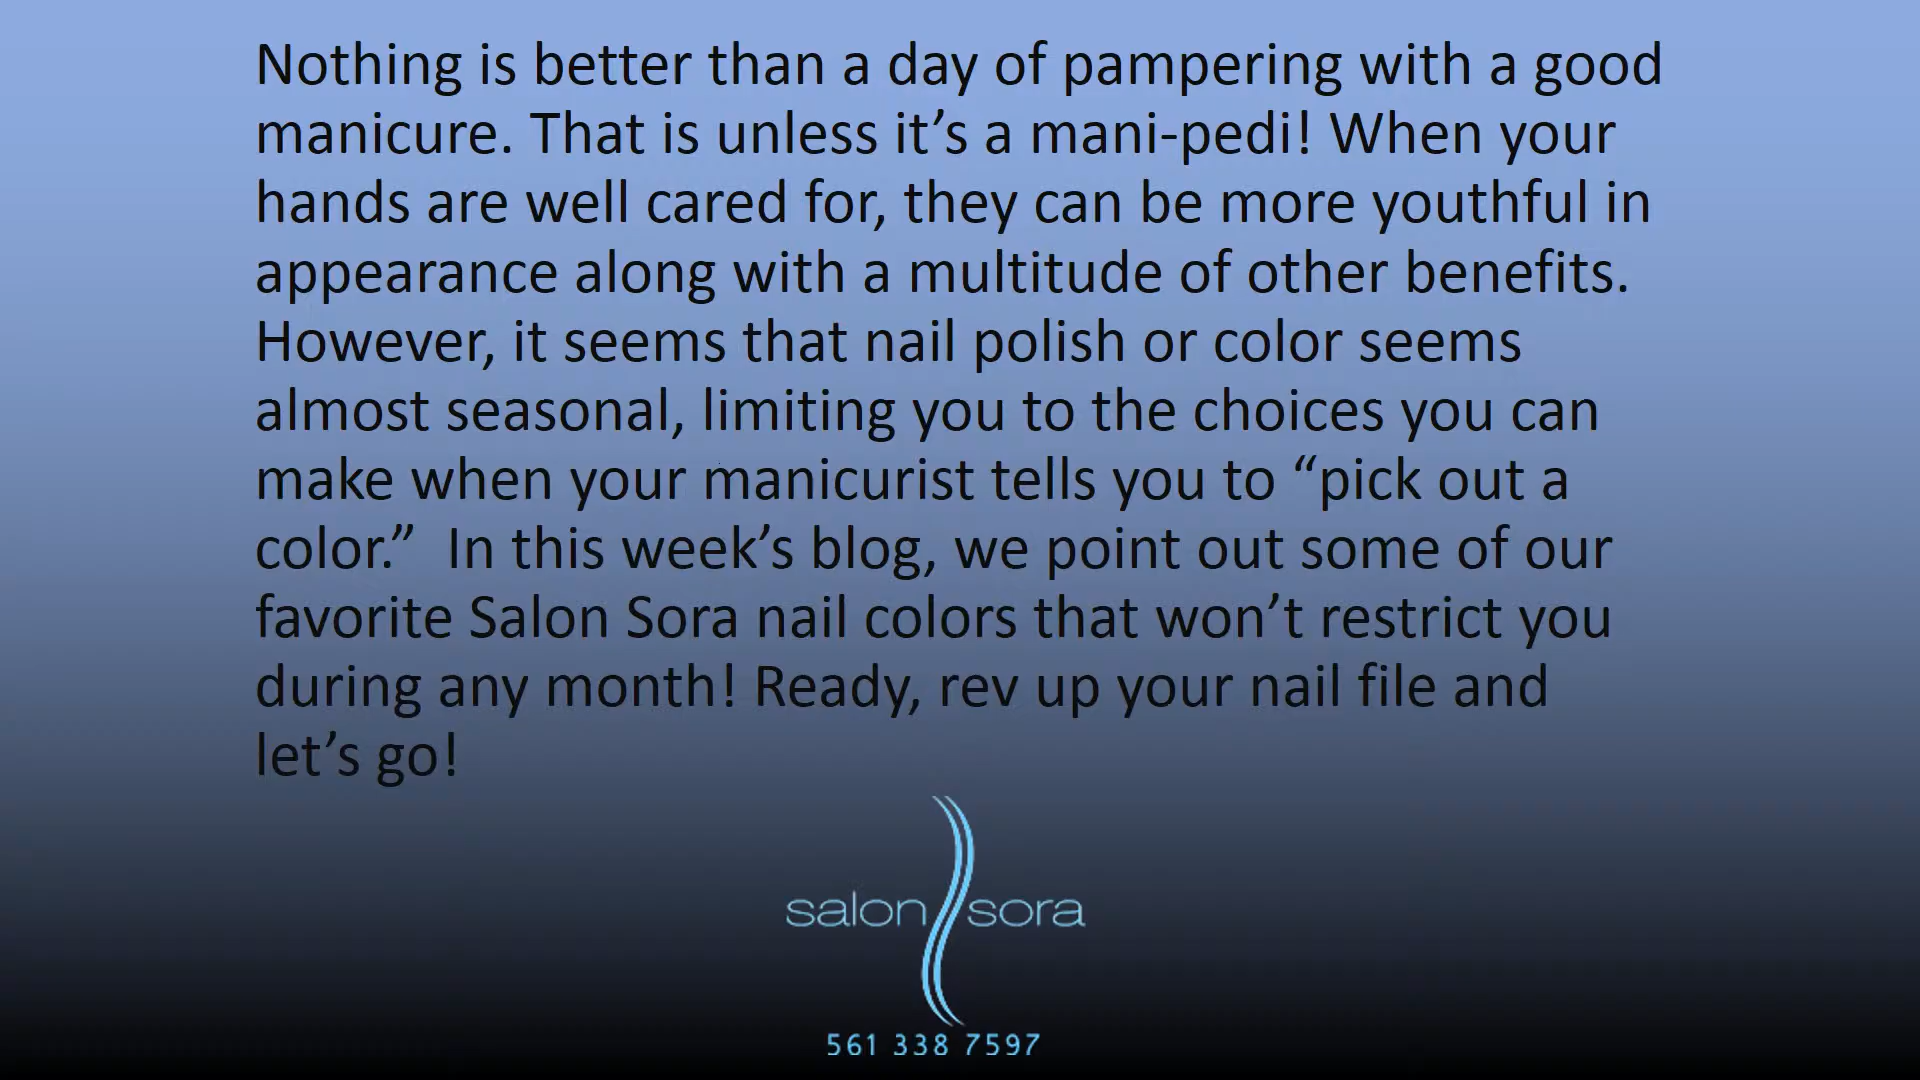 Nothing is better than a day of pampering with a good
manicure. That is unless it’s a mani-pedi! When your
hands are well cared for, they can be more youthful in
appearance along with a multitude of other benefits.
However, it seems that nail polish or color seems
almost seasonal, limiting you to the choices you can
make when your manicurist tells you to “pick out a
color.”  In this week’s blog, we point out some of our
favorite Salon Sora nail colors that won’t restrict you
during any month! Ready, rev up your nail file and
let’s go!
salon sora
561 338 7597